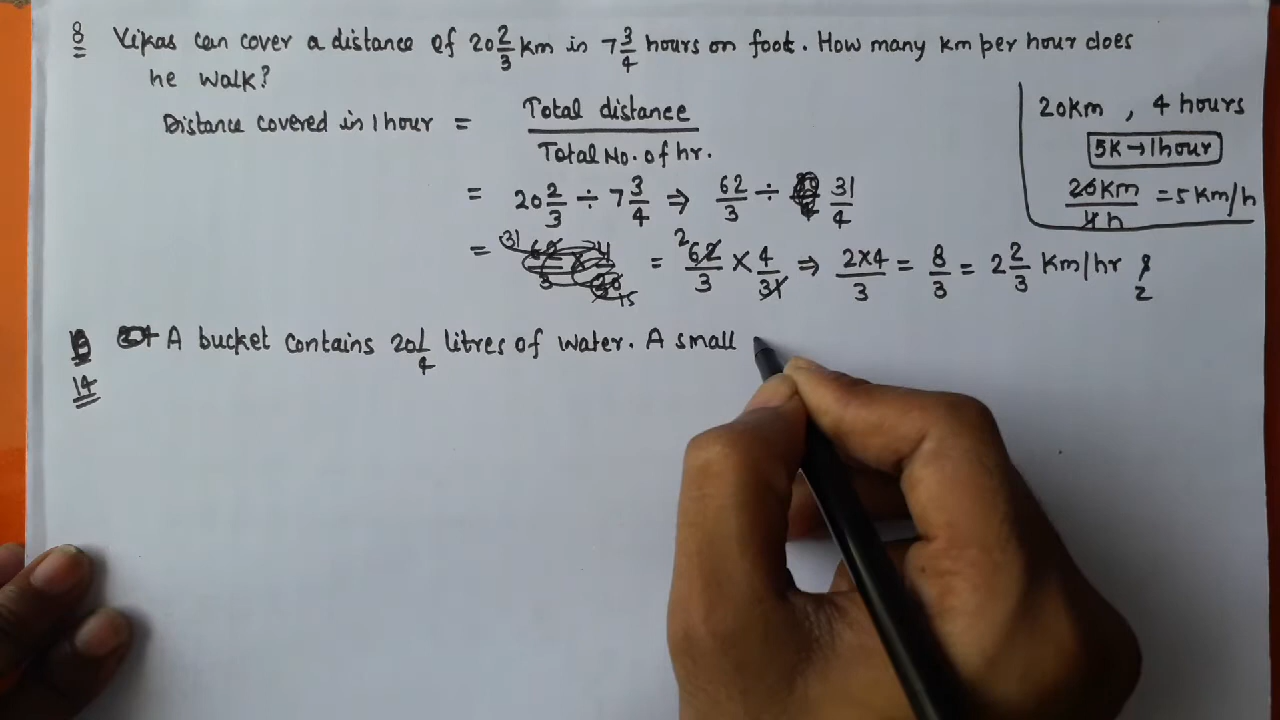 8 Vikas can cover a distance of 20 2/3 km in 7 3/4 hours on foot. How many km per hour does
he walk?
Distance covered in 1 hour = Total distance / Total No. of hr.
= 20 2/3 ÷ 7 3/4 ⇒ 62/3 ÷ 31/4
= = 62/3 × 4/31 ⇒ 2×4/3 = 8/3 = 2 2/3 km/hr
20km , 4 hours
5K → 1 hour
20km/4h = 5 km/h
14 A bucket contains 20 1/4 litres of water. A small